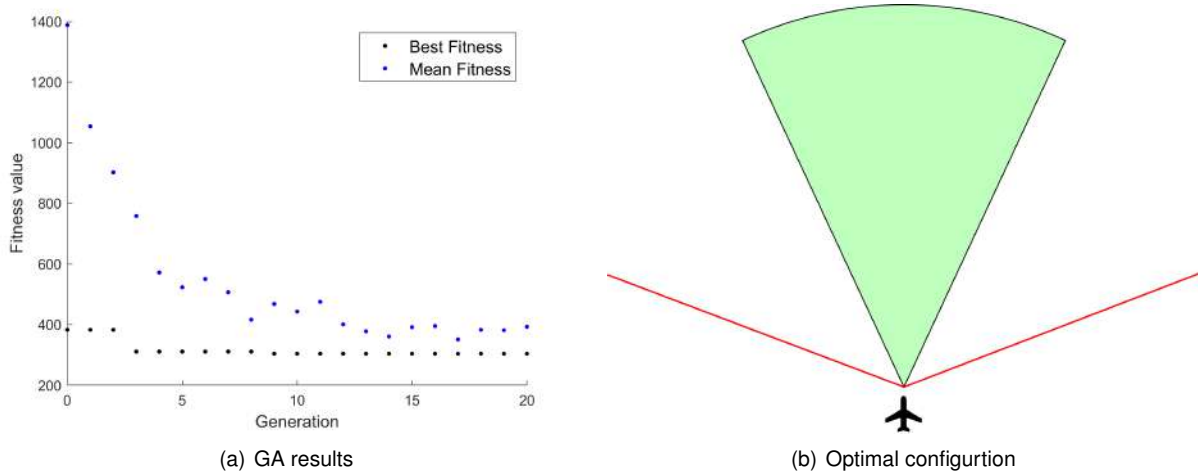 1400
1200
1000
800
600
400
200
Fitness value
Best Fitness
Mean Fitness
0
5
10
15
20
Generation
(a) GA results
(b) Optimal configurtion